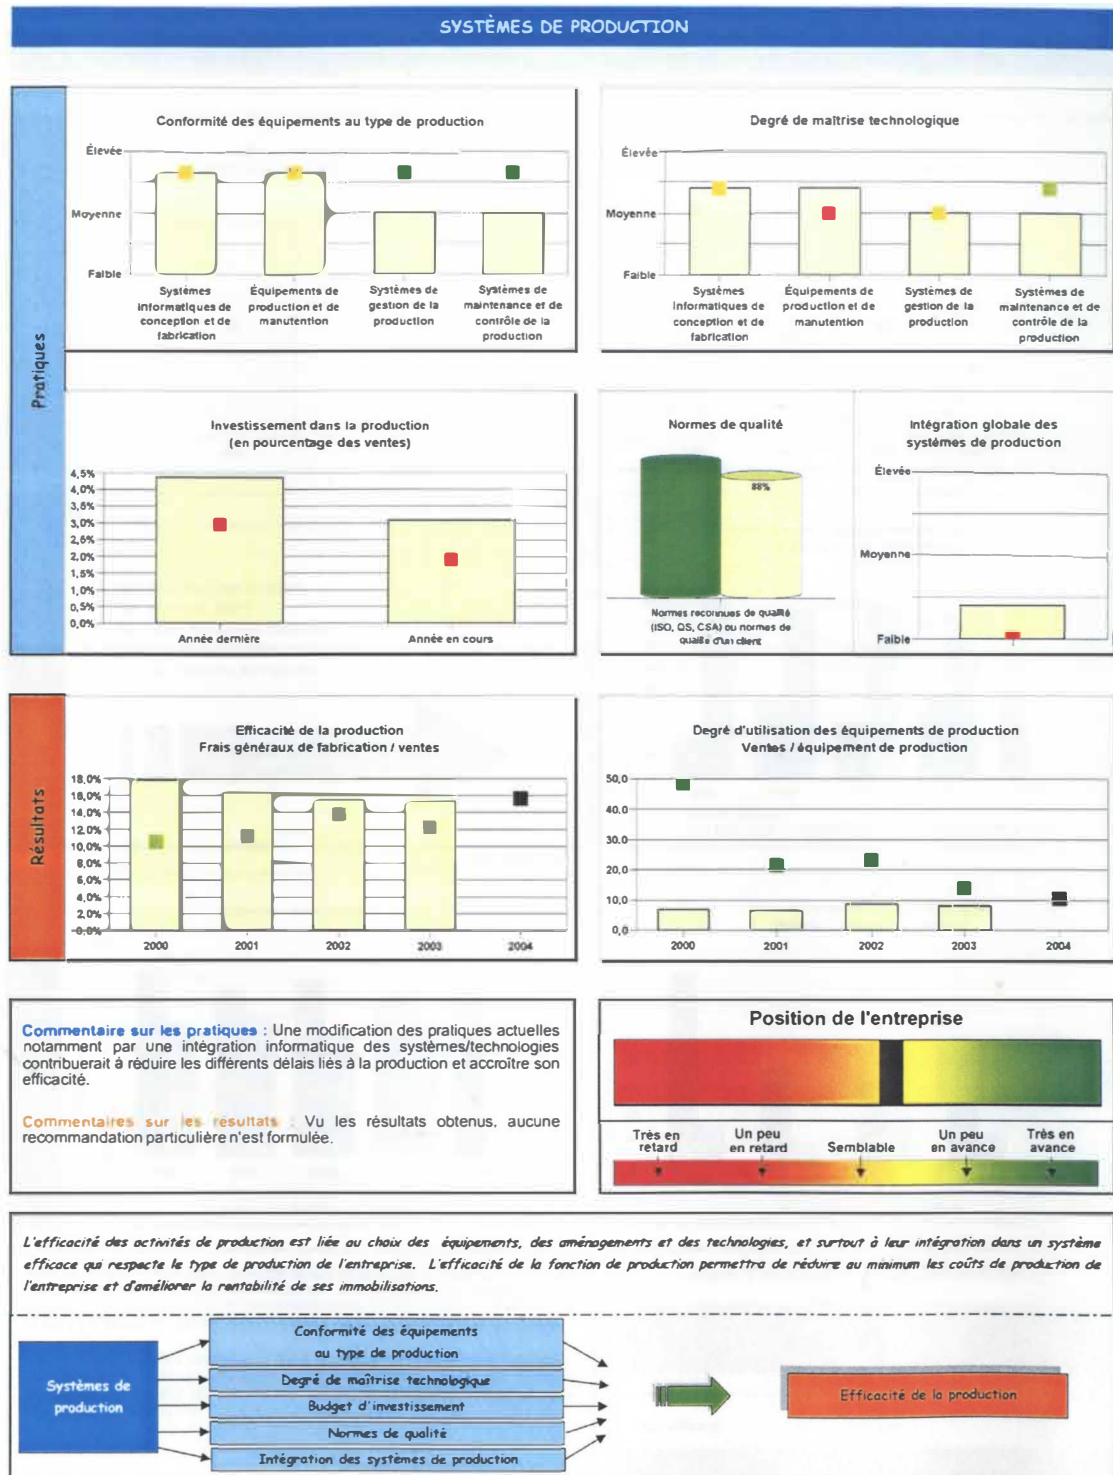 SYSTÈMES DE PRODUCTION
Pratiques
Conformité des équipements au type de production
Élevée
Moyenne
Faible
Systèmes
informatiques de
conception et de
fabrication
Équipements de
production et de
manutention
Systèmes de
gestion de la
production
Systèmes de
maintenance et de
contrôle de la
production
Degré de maîtrise technologique
Élevée
Moyenne
Faible
Systèmes
informatiques de
conception et de
fabrication
Équipements de
production et de
manutention
Systèmes de
gestion de la
production
Systèmes de
maintenance et de
contrôle de la
production
Investissement dans la production
(en pourcentage des ventes)
4,5%
4,0%
3,5%
3,0%
2,5%
2,0%
1,5%
1,0%
0,5%
0,0%
Année dernière
Année en cours
Normes de qualité
88%
Normes reconnues de qualité
(ISO, QS, CSA) ou normes de
qualité d'un client
Intégration globale des
systèmes de production
Élevée
Moyenne
Faible
Résultats
Efficacité de la production
Frais généraux de fabrication / ventes
18,0%
16,0%
14,0%
12,0%
10,0%
8,0%
6,0%
4,0%
2,0%
0,0%
2000
2001
2002
2003
2004
Degré d'utilisation des équipements de production
Ventes / équipement de production
50,0
40,0
30,0
20,0
10,0
0,0
2000
2001
2002
2003
2004
Commentaire sur les pratiques : Une modification des pratiques actuelles
notamment par une intégration informatique des systèmes/technologies
contribuerait à réduire les différents délais liés à la production et accroître son
efficacité.
Commentaires sur les résultats : Vu les résultats obtenus, aucune
recommandation particulière n'est formulée.
Position de l'entreprise
Très en
retard
Un peu
en retard
Semblable
Un peu
en avance
Très en
avance
L'efficacité des activités de production est liée au choix des équipements, des aménagements et des technologies, et surtout à leur intégration dans un système
efficace qui respecte le type de production de l'entreprise. L'efficacité de la fonction de production permettra de réduire au minimum les coûts de production de
l'entreprise et d'améliorer la rentabilité de ses immobilisations.
Systèmes de
production
Conformité des équipements
au type de production
Degré de maîtrise technologique
Budget d'investissement
Normes de qualité
Intégration des systèmes de production
Efficacité de la production